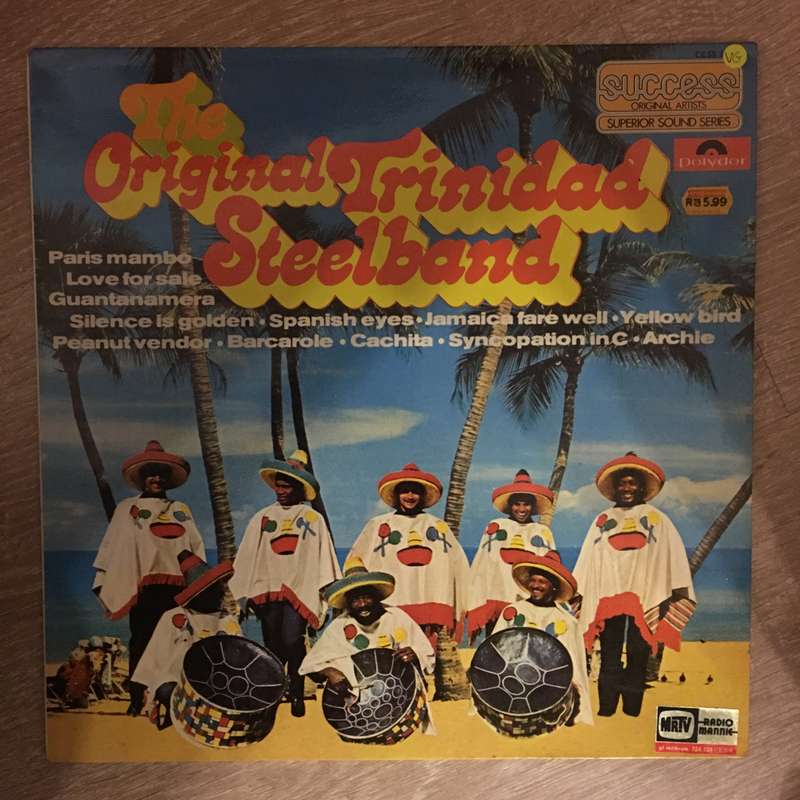 VG
success
ORIGINAL ARTISTS
SUPERIOR SOUND SERIES
Polydor
R15.99
The
Original Trinidad
Steelband
Paris mambo
Love for sale
Guantanamera
Silence is golden • Spanish eyes • Jamaica fare well • Yellow bird
Peanut vendor • Barcarole • Cachita • Syncopation in C • Archie
MRTV
RADIO
MANNIE